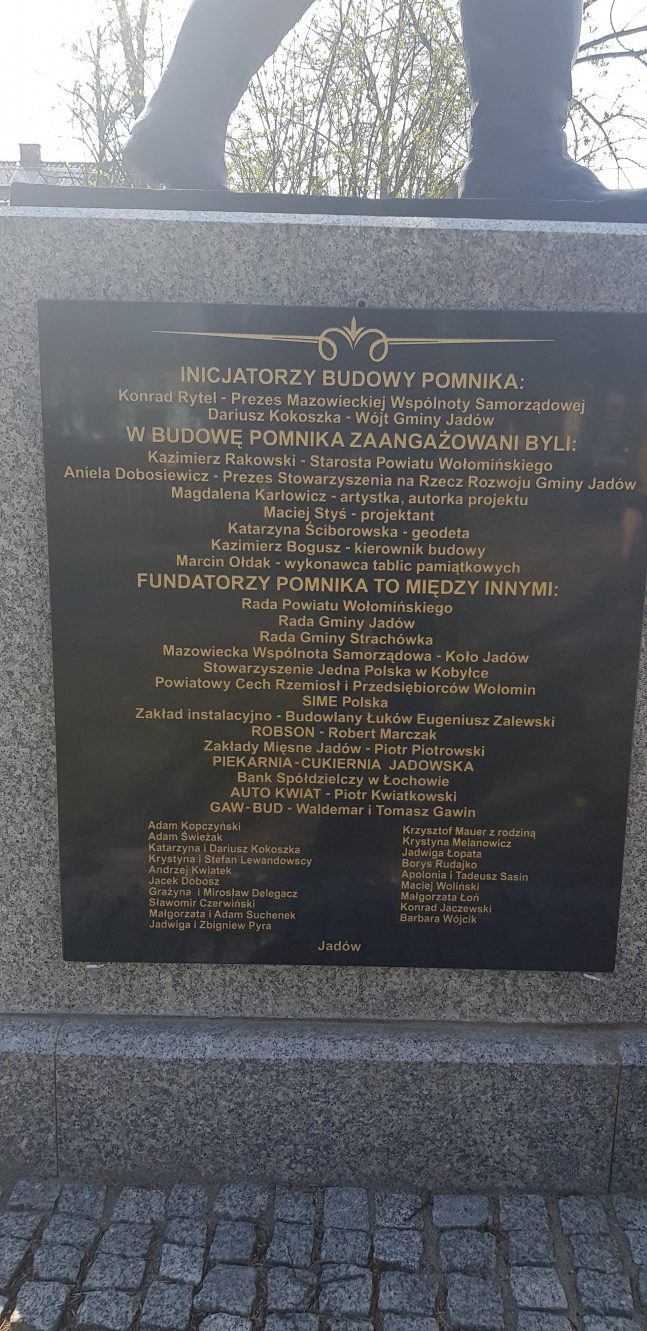 INICJATORZY BUDOWY POMNIKA:
Konrad Rytel - Prezes Mazowieckiej Wspólnoty Samorządowej
Dariusz Kokoszka - Wójt Gminy Jadów
W BUDOWĘ POMNIKA ZAANGAŻOWANI BYLI:
Kazimierz Rakowski - Starosta Powiatu Wołomińskiego
Aniela Dobosiewicz - Prezes Stowarzyszenia na Rzecz Rozwoju Gminy Jadów
Magdalena Karłowicz - artystka, autorka projektu
Maciej Styś - projektant
Katarzyna Ściborowska - geodeta
Kazimierz Bogusz - kierownik budowy
Marcin Ołdak - wykonawca tablic pamiątkowych
FUNDATORZY POMNIKA TO MIĘDZY INNYMI:
Rada Powiatu Wołomińskiego
Rada Gminy Jadów
Rada Gminy Strachówka
Mazowiecka Wspólnota Samorządowa - Koło Jadów
Stowarzyszenie Jedna Polska w Kobyłce
Powiatowy Cech Rzemiosł i Przedsiębiorców Wołomin
SIME Polska
Zakład instalacyjno - Budowlany Łuków Eugeniusz Zalewski
ROBSON - Robert Marczak
Zakłady Mięsne Jadów - Piotr Piotrowski
PIEKARNIA-CUKIERNIA JADOWSKA
Bank Spółdzielczy w Łochowie
AUTO KWIAT - Piotr Kwiatkowski
GAW-BUD - Waldemar i Tomasz Gawin
Adam Kopczyński
Adam Świeżak
Katarzyna i Dariusz Kokoszka
Krystyna i Stefan Lewandowscy
Andrzej Kwiatek
Jacek Dobosz
Grażyna i Mirosław Delegacz
Sławomir Czerwiński
Małgorzata i Adam Suchenek
Jadwiga i Zbigniew Pyra
Krzysztof Mauer z rodziną
Krystyna Melanowicz
Jadwiga Łopata
Borys Rudajko
Apolonia i Tadeusz Sasin
Maciej Woliński
Małgorzata Łoń
Konrad Jaczewski
Barbara Wójcik
Jadów